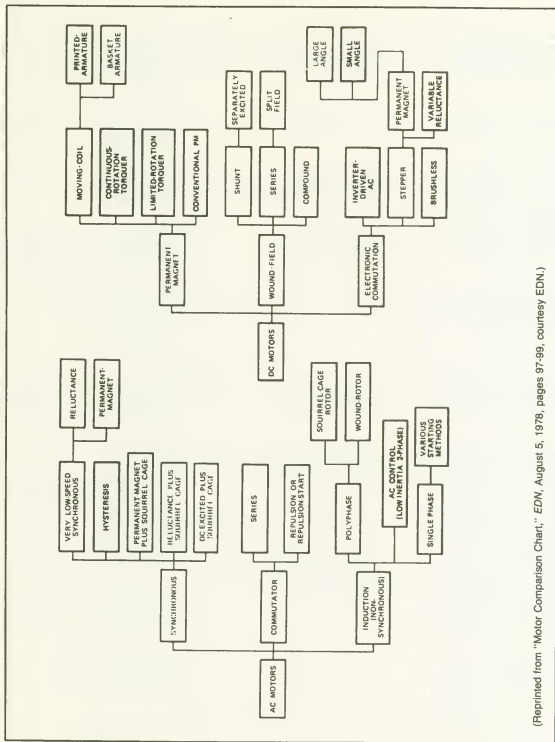 AC MOTORS
SYNCHRONOUS
VERY LOW-SPEED
SYNCHRONOUS
RELUCTANCE
PERMANENT-
MAGNET
HYSTERESIS
PERMANENT MAGNET
PLUS SQUIRREL CAGE
RELUCTANCE PLUS
SQUIRREL CAGE
DC EXCITED PLUS
SQUIRREL CAGE
COMMUTATOR
SERIES
REPULSION OR
REPULSION-START
INDUCTION
(NON-
SYNCHRONOUS)
POLYPHASE
SQUIRREL CAGE
ROTOR
WOUND-ROTOR
AC CONTROL
(LOW INERTIA 2-PHASE)
SINGLE PHASE
VARIOUS
STARTING
METHODS
DC MOTORS
PERMANENT
MAGNET
MOVING-COIL
PRINTED-
ARMATURE
BASKET
ARMATURE
CONTINUOUS-
ROTATION
TORQUER
LIMITED-ROTATION
TORQUER
CONVENTIONAL PM
WOUND-FIELD
SHUNT
SEPARATELY
EXCITED
SERIES
SPLIT
FIELD
COMPOUND
ELECTRONIC
COMMUTATION
INVERTER-
DRIVEN
AC
STEPPER
PERMANENT
MAGNET
LARGE
ANGLE
SMALL
ANGLE
VARIABLE
RELUCTANCE
BRUSHLESS
(Reprinted from "Motor Comparison Chart," EDN, August 5, 1978, pages 97-99, courtesy EDN.)